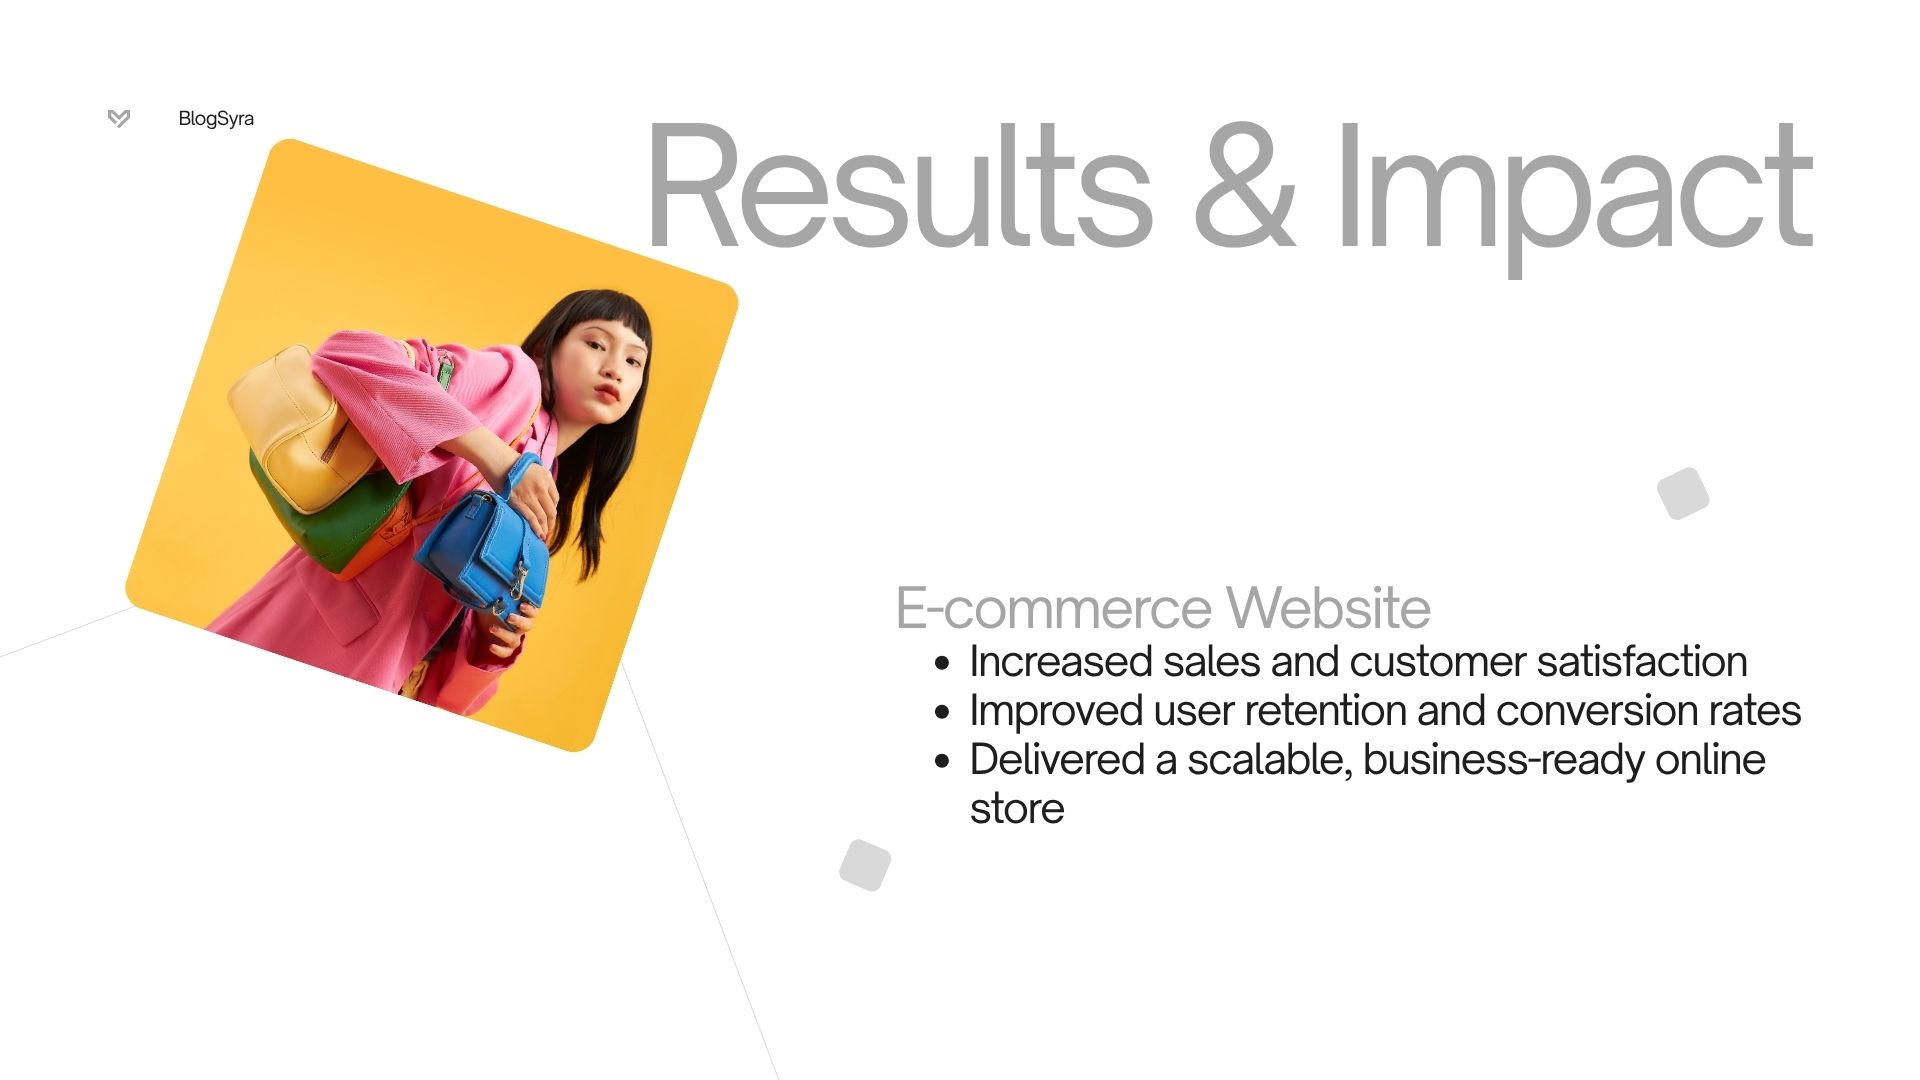 BlogSyra
Results & Impact
E-commerce Website
• Increased sales and customer satisfaction
• Improved user retention and conversion rates
• Delivered a scalable, business-ready online
store